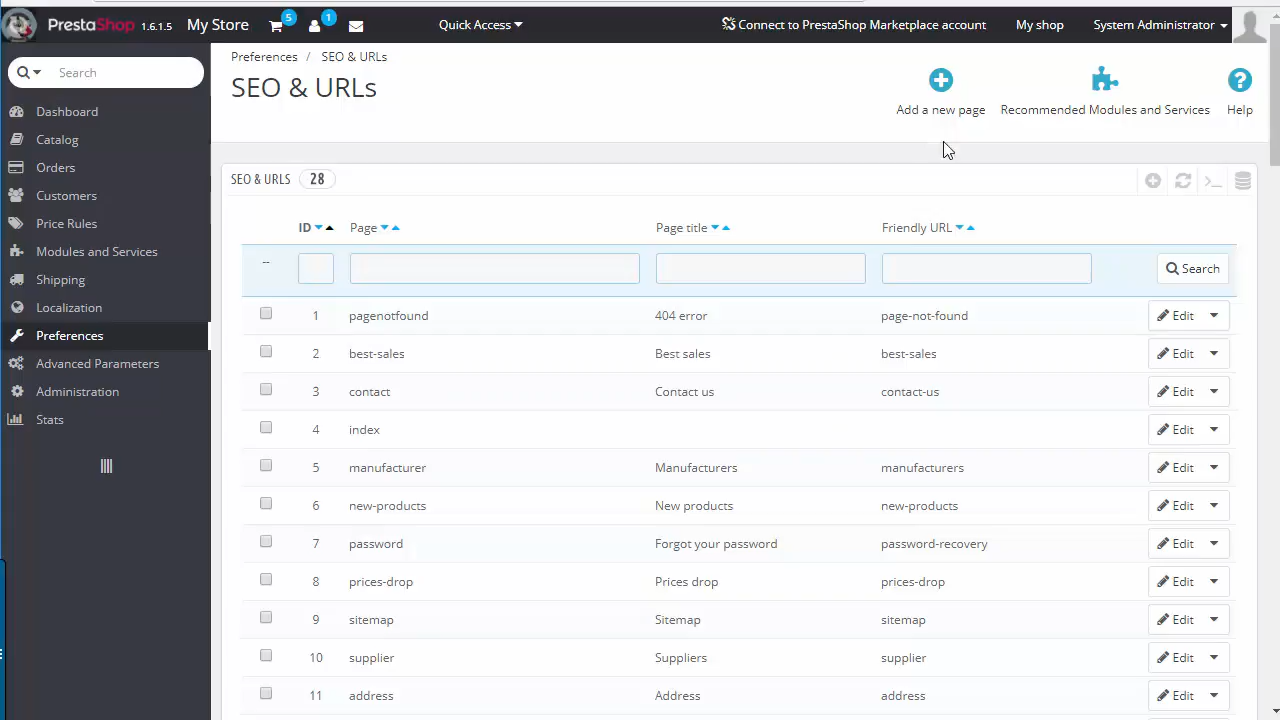 PrestaShop 1.6.1.5 My Store 5 1 Quick Access Connect to PrestaShop Marketplace account My shop System Administrator
Search
Dashboard
Catalog
Orders
Customers
Price Rules
Modules and Services
Shipping
Localization
Preferences
Advanced Parameters
Administration
Stats
Preferences / SEO & URLs
SEO & URLs
Add a new page Recommended Modules and Services Help
SEO & URLS 28
ID Page Page title Friendly URL
-- Search
1 pagenotfound 404 error page-not-found Edit
2 best-sales Best sales best-sales Edit
3 contact Contact us contact-us Edit
4 index Edit
5 manufacturer Manufacturers manufacturers Edit
6 new-products New products new-products Edit
7 password Forgot your password password-recovery Edit
8 prices-drop Prices drop prices-drop Edit
9 sitemap Sitemap sitemap Edit
10 supplier Suppliers supplier Edit
11 address Address address Edit